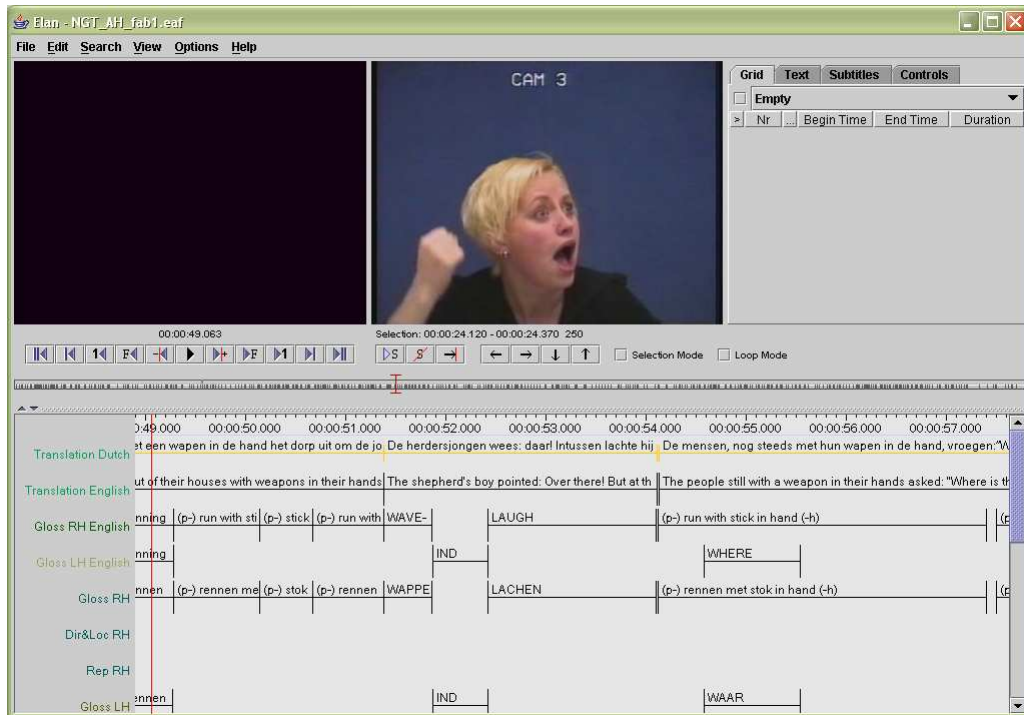 Elan - NGT_AH_fab1.eaf
File Edit Search View Options Help
CAM 3
Grid Text Subtitles Controls
Empty
> Nr ... Begin Time End Time Duration
00:00:49.063
Selection: 00:00:24.120 - 00:00:24.370 250
1 F F 1 S S Selection Mode Loop Mode
0:49.000 00:00:50.000 00:00:51.000 00:00:52.000 00:00:53.000 00:00:54.000 00:00:55.000 00:00:56.000 00:00:57.000
Translation Dutch et een wapen in de hand het dorp uit om de jo De herdersjongen wees: daar! Intussen lachte hij De mensen, nog steeds met hun wapen in de hand, vroegen:"W
Translation English ut of their houses with weapons in their hands The shepherd's boy pointed: Over there! But at th The people still with a weapon in their hands asked: "Where is th
Gloss RH English nning (p-) run with sti (p-) stick (p-) run with WAVE- LAUGH (p-) run with stick in hand (-h) (p
Gloss LH English nning IND WHERE
Gloss RH nnen (p-) rennen me (p-) stok (p-) rennen WAPPE LACHEN (p-) rennen met stok in hand (-h) (p
Dir&Loc RH
Rep RH
Gloss LH ennen IND WAAR